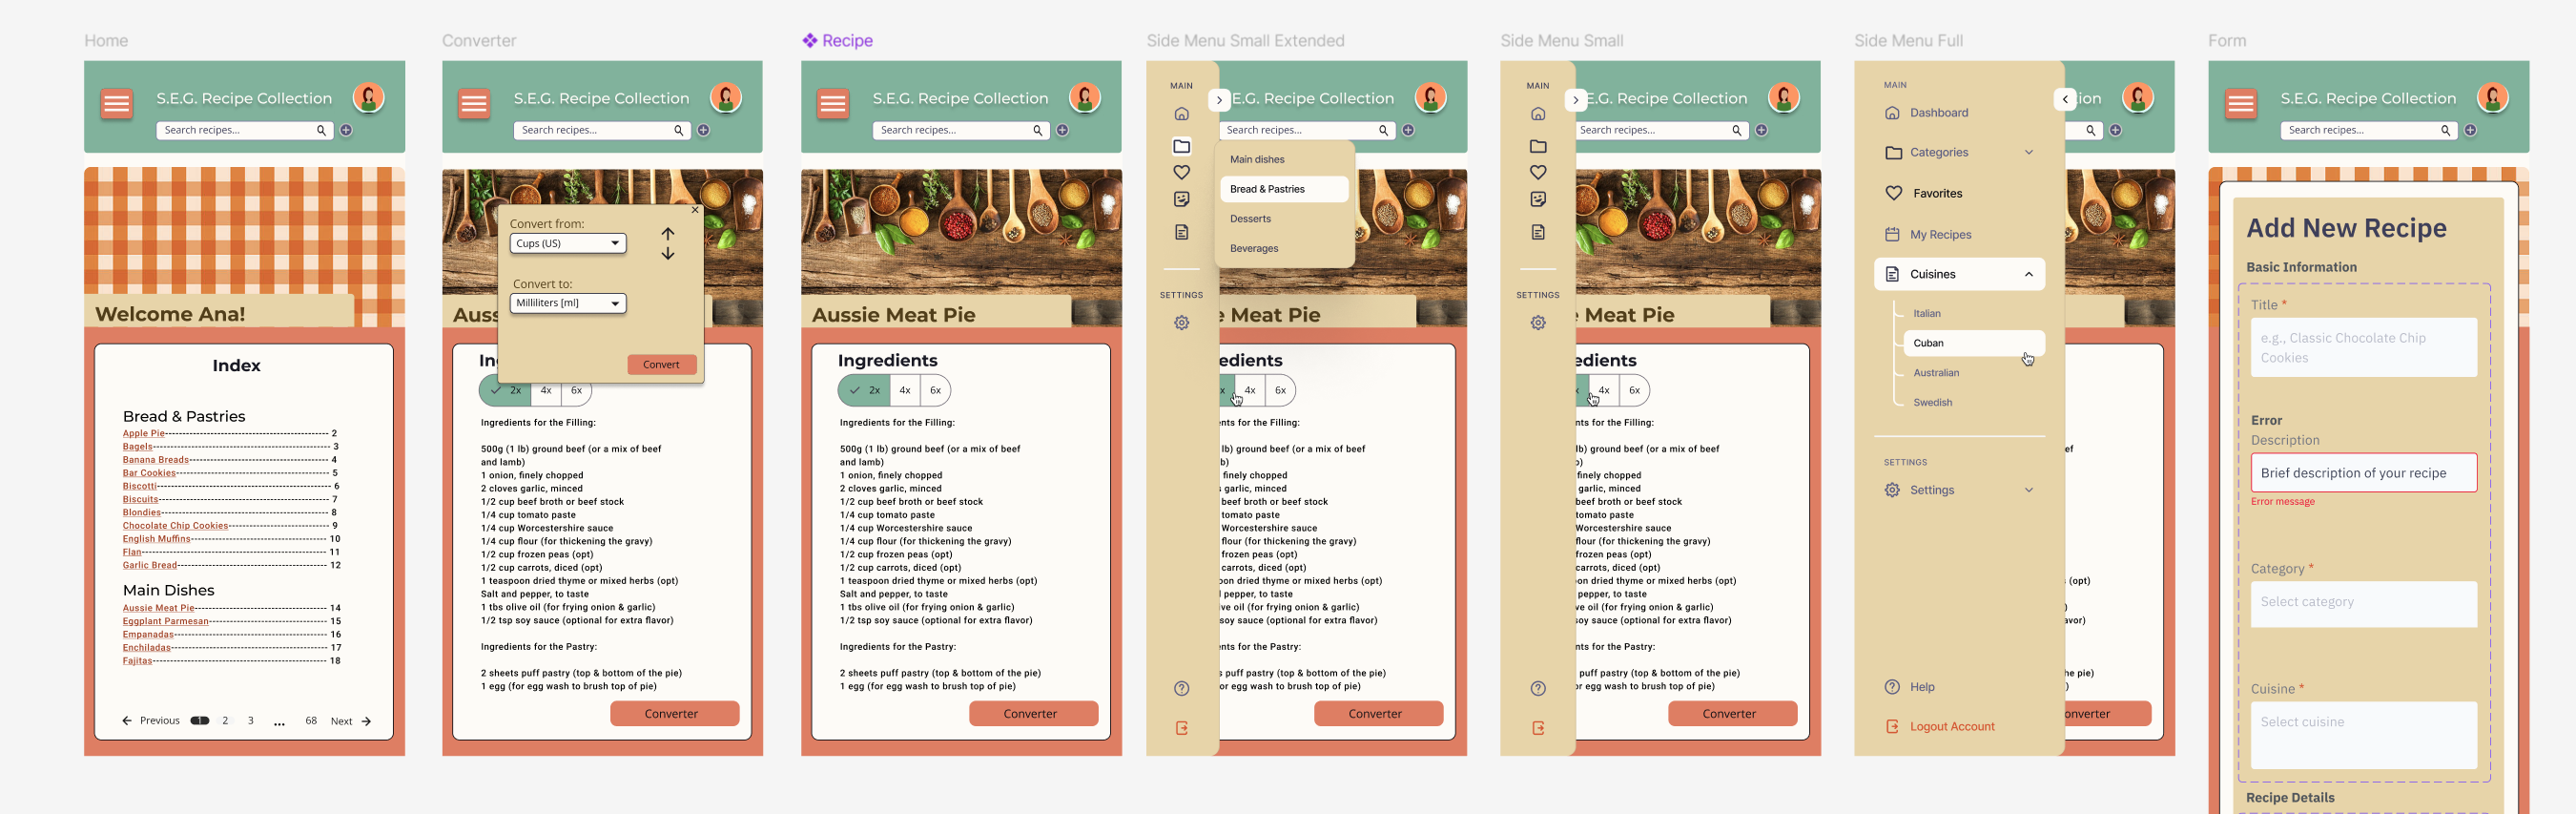 Home
S.E.G. Recipe Collection
Search recipes...
Welcome Ana!
Index
Bread & Pastries
Apple Pie 2
Bagels 3
Banana Breads 4
Bar Cookies 5
Biscotti 6
Biscuits 7
Blondies 8
Chocolate Chip Cookies 9
English Muffins 10
Flan 11
Garlic Bread 12
Main Dishes
Aussie Meat Pie 14
Eggplant Parmesan 15
Empanadas 16
Enchiladas 17
Fajitas 18
Previous 1 2 3 ... 68 Next
Converter
S.E.G. Recipe Collection
Search recipes...
Convert from:
Cups (US)
Convert to:
Milliliters [ml]
Convert
Auss
In
2x 4x 6x
Ingredients for the Filling:
500g (1 lb) ground beef (or a mix of beef
and lamb)
1 onion, finely chopped
2 cloves garlic, minced
1/2 cup beef broth or beef stock
1/4 cup tomato paste
1/4 cup Worcestershire sauce
1/4 cup flour (for thickening the gravy)
1/2 cup frozen peas (opt)
1/2 cup carrots, diced (opt)
1 teaspoon dried thyme or mixed herbs (opt)
Salt and pepper, to taste
1 tbs olive oil (for frying onion & garlic)
1/2 tsp soy sauce (optional for extra flavor)
Ingredients for the Pastry:
2 sheets puff pastry (top & bottom of the pie)
1 egg (for egg wash to brush top of pie)
Converter
Recipe
S.E.G. Recipe Collection
Search recipes...
Aussie Meat Pie
Ingredients
2x 4x 6x
Ingredients for the Filling:
500g (1 lb) ground beef (or a mix of beef
and lamb)
1 onion, finely chopped
2 cloves garlic, minced
1/2 cup beef broth or beef stock
1/4 cup tomato paste
1/4 cup Worcestershire sauce
1/4 cup flour (for thickening the gravy)
1/2 cup frozen peas (opt)
1/2 cup carrots, diced (opt)
1 teaspoon dried thyme or mixed herbs (opt)
Salt and pepper, to taste
1 tbs olive oil (for frying onion & garlic)
1/2 tsp soy sauce (optional for extra flavor)
Ingredients for the Pastry:
2 sheets puff pastry (top & bottom of the pie)
1 egg (for egg wash to brush top of pie)
Converter
Side Menu Small Extended
MAIN
E.G. Recipe Collection
Search recipes...
Main dishes
Bread & Pastries
Desserts
Beverages
SETTINGS
e Meat Pie
edients
x 4x 6x
nts for the Filling:
lb) ground beef (or a mix of beef
b)
finely chopped
garlic, minced
beef broth or beef stock
tomato paste
Worcestershire sauce
flour (for thickening the gravy)
frozen peas (opt)
carrots, diced (opt)
oon dried thyme or mixed herbs (opt)
pepper, to taste
ve oil (for frying onion & garlic)
soy sauce (optional for extra flavor)
nts for the Pastry:
puff pastry (top & bottom of the pie)
or egg wash to brush top of pie)
Converter
Side Menu Small
MAIN
E.G. Recipe Collection
Search recipes...
SETTINGS
e Meat Pie
edients
x 4x 6x
nts for the Filling:
lb) ground beef (or a mix of beef
b)
finely chopped
garlic, minced
beef broth or beef stock
tomato paste
Worcestershire sauce
flour (for thickening the gravy)
frozen peas (opt)
carrots, diced (opt)
on dried thyme or mixed herbs (opt)
pepper, to taste
ve oil (for frying onion & garlic)
soy sauce (optional for extra flavor)
nts for the Pastry:
puff pastry (top & bottom of the pie)
or egg wash to brush top of pie)
Converter
Side Menu Full
MAIN
tion
Dashboard
Categories
Favorites
My Recipes
Cuisines
Italian
Cuban
Australian
Swedish
SETTINGS
Settings
ef
(opt)
)
avor)
he pie)
)
onverter
Help
Logout Account
Form
S.E.G. Recipe Collection
Search recipes...
Add New Recipe
Basic Information
Title *
e.g., Classic Chocolate Chip
Cookies
Error
Description
Brief description of your recipe
Error message
Category *
Select category
Cuisine *
Select cuisine
Recipe Details